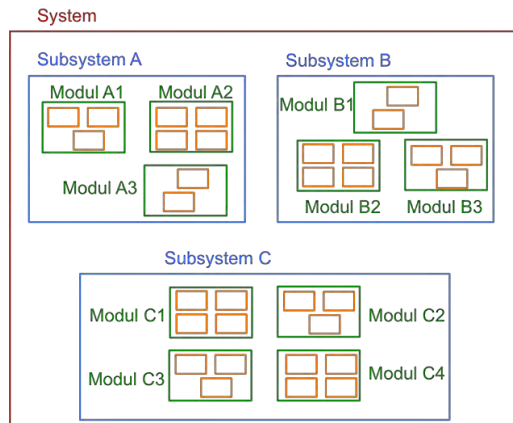 System
Subsystem A
Subsystem B
Modul A1
Modul A2
Modul A3
Modul B1
Modul B2
Modul B3
Subsystem C
Modul C1
Modul C2
Modul C3
Modul C4